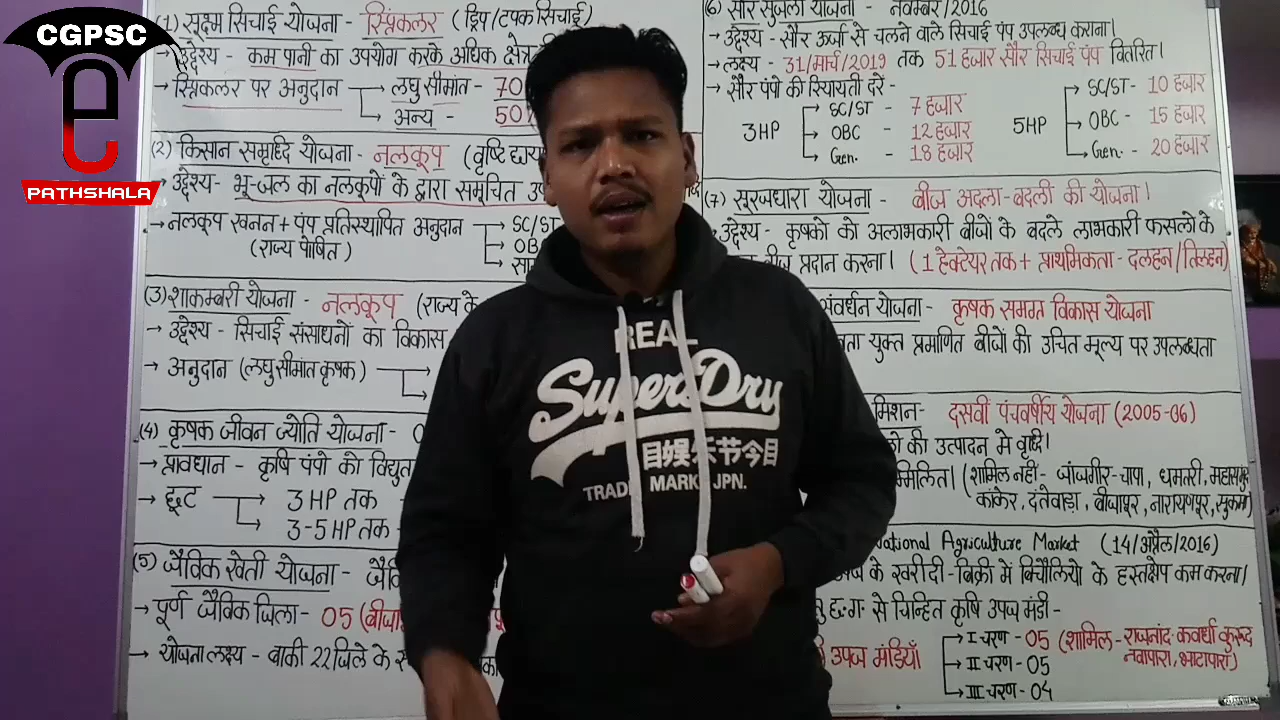 CGPSC
e
PATHSHALA
(1) सूक्ष्म सिंचाई योजना - स्प्रिंकलर (ड्रिप/टपक सिंचाई)
→ उद्देश्य - कम पानी का उपयोग करके अधिक क्षेत्र
→ स्प्रिंकलर पर अनुदान
लघु सीमांत - 70
अन्य - 50%
(2) किसान समृध्दि योजना - नलकूप (वृष्टि छाया
→ उद्देश्य - भू-जल का नलकूपो के द्वारा समुचित
→ नलकूप खनन + पंप प्रतिस्थापित अनुदान
(राज्य पोषित)
SC/ST
OB
(3) शाकम्बरी योजना - नलकूप (राज्य के
→ उद्देश्य - सिचाई संसाधनों का विकास
→ अनुदान (लघु सीमांत कृषक)
(4) कृषक जीवन ज्योति योजना -
→ प्रावधान - कृषि पंपो को विद्युत
→ छूट
3 HP तक
3-5 HP तक
(5) जैविक खेती योजना -
→ पूर्ण जैविक जिला - 05
→ योजना लक्ष्य - बाकी 22 जिले के
(6) सौर सुजला योजना - नवम्बर/2016
→ उद्देश्य - सौर ऊर्जा से चलने वाले सिचाई पंप उपलब्ध कराना।
→ लक्ष्य - 31/मार्च/2019 तक 51 हजार सौर सिचाई पंप वितरित।
→ सौर पंपो की रियायती दरें -
3HP
SC/ST - 7 हजार
OBC - 12 हजार
Gen. - 18 हजार
5HP
SC/ST- 10 हजार
OBC - 15 हजार
Gen. - 20 हजार
(7) सूरजधारा योजना - बीज अदला-बदली की योजना।
उद्देश्य - कृषको को अलाभकारी बीजो के बदले लाभकारी फसलो के
बीज प्रदान करना। (1 हेक्टेयर तक + प्राथमिकता - दलहन/तिलहन)
संवर्धन योजना - कृषक समग्र विकास योजना
युक्त प्रमाणित बीजों की उचित मूल्य पर उपलब्धता
मिशन- दसवी पंचवर्षीय योजना (2005-06)
की उत्पादन मे वृध्दि।
(शामिल नहीं - जांजगीर-चापा, धमतरी,
कांकेर, दंतेवाड़ा, बीजापूर, नारायणपूर, सुकमा)
National Agriculture Market (14/अप्रैल/2016)
के खरीदी-बिक्री में बिचौलियो के हस्तक्षेप कम करना।
छ.ग. से चिन्हित कृषि उपज मंडी -
उपज मंडियाँ
I चरण - 05 (शामिल - राजनांद. कवर्धा कुरूद
नवापारा, भाटापारा)
II चरण - 05
III चरण - 04
REAL
SuperDry
TRADE MARK JPN.